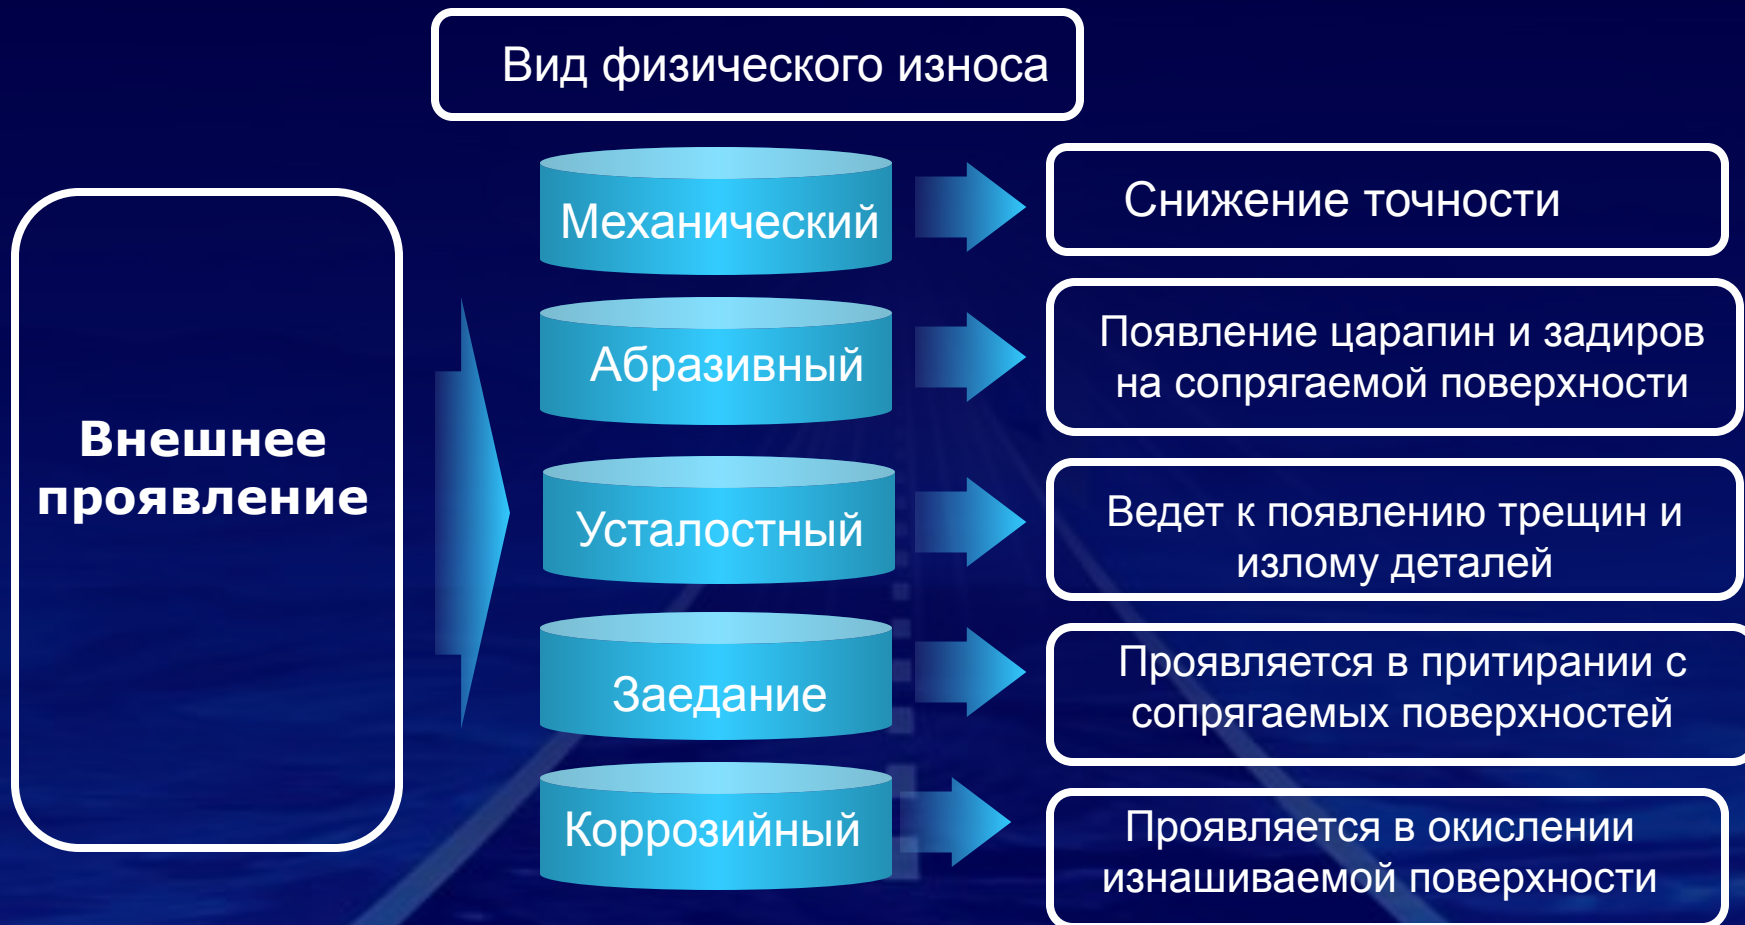 Вид физического износа
Внешнее
проявление
Механический
Снижение точности
Абразивный
Появление царапин и задиров
на сопрягаемой поверхности
Усталостный
Ведет к появлению трещин и
излому деталей
Заедание
Проявляется в притирании с
сопрягаемых поверхностей
Коррозийный
Проявляется в окислении
изнашиваемой поверхности